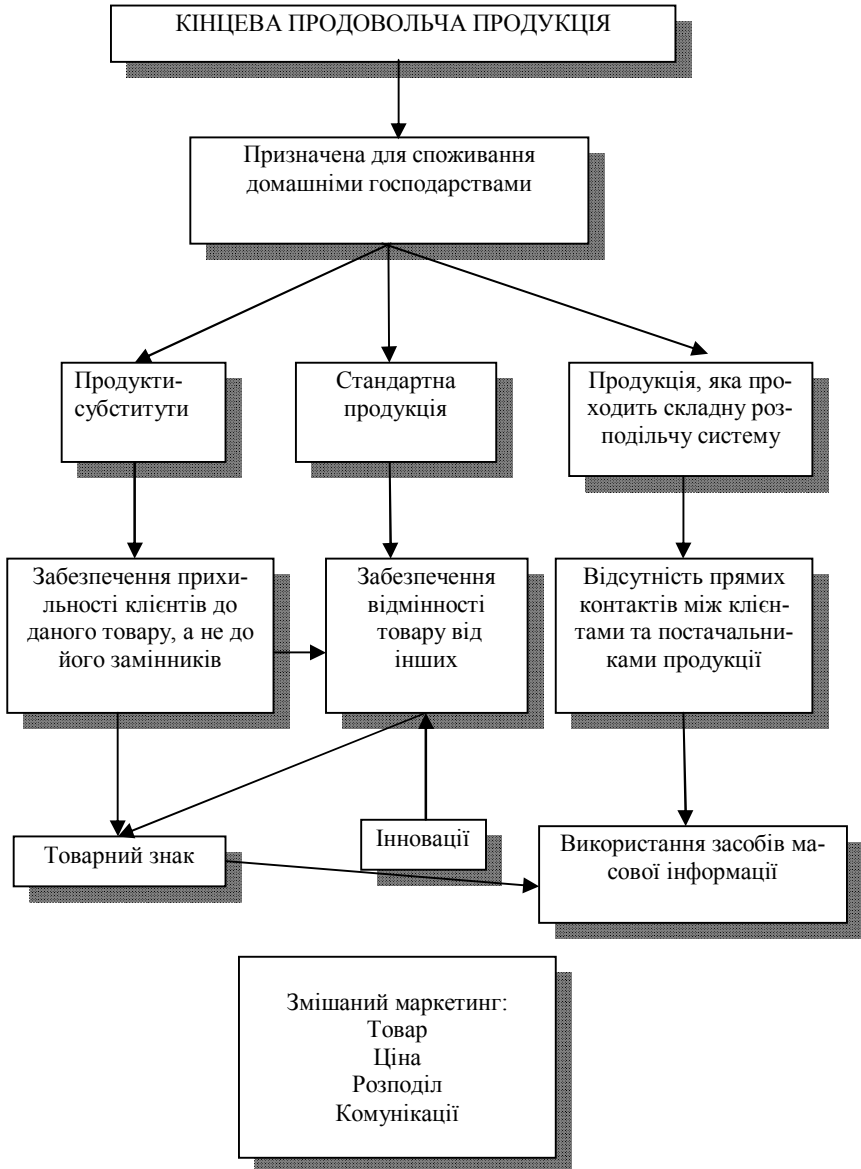 КІНЦЕВА ПРОДОВОЛЬЧА ПРОДУКЦІЯ
Призначена для споживання
домашніми господарствами
Продукти-
субститути
Стандартна
продукція
Продукція, яка про-
ходить складну роз-
подільчу систему
Забезпечення прихи-
льності клієнтів до
даного товару, а не до
його замінників
Забезпечення
відмінності
товару від
інших
Відсутність прямих
контактів між клієн-
тами та постачальни-
ками продукції
Товарний знак
Інновації
Використання засобів ма-
сової інформації
Змішаний маркетинг:
Товар
Ціна
Розподіл
Комунікації